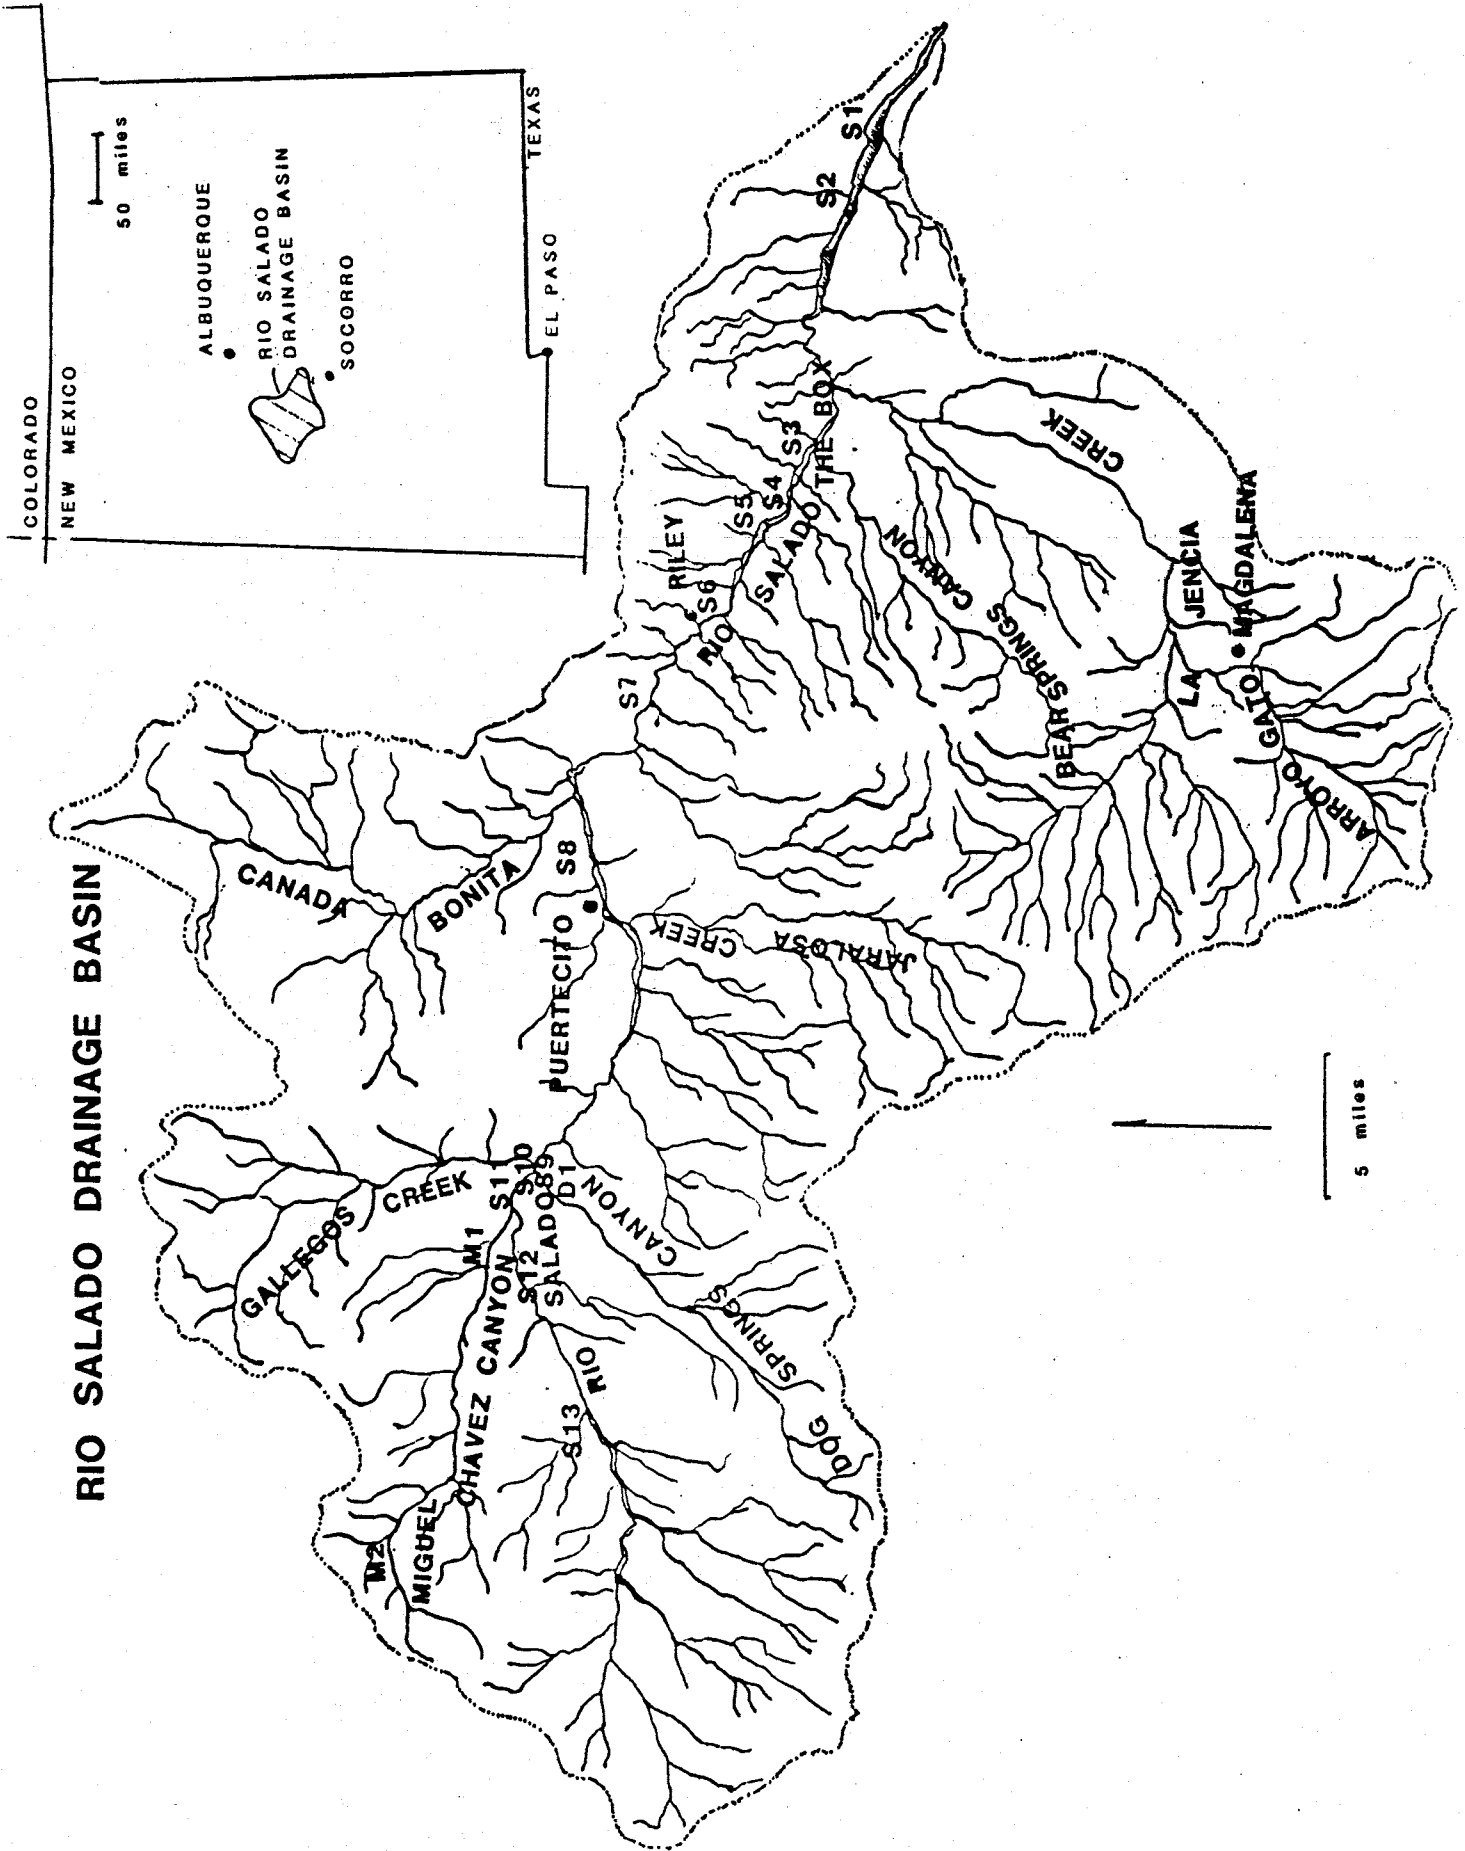 RIO SALADO DRAINAGE BASIN
COLORADO
NEW MEXICO
50 miles
ALBUQUERQUE
RIO SALADO
DRAINAGE BASIN
SOCORRO
TEXAS
EL PASO
CANADA
BONITA
GALLEGOS
CREEK
M2
MIGUEL
CHAVEZ CANYON
M1
S11
S10
S12
SALADO
S9
D1
RIO
S13
DOG
SPRINGS
CANYON
PUERTECITO
S8
JARALOSA
CREEK
S7
RILEY
S6
RIO
SALADO
S5
S4
S3
THE BOX
S2
S1
BEAR SPRINGS
CANYON
LA
JENCIA
CREEK
MAGDALENA
ARROYO
GATO
5 miles